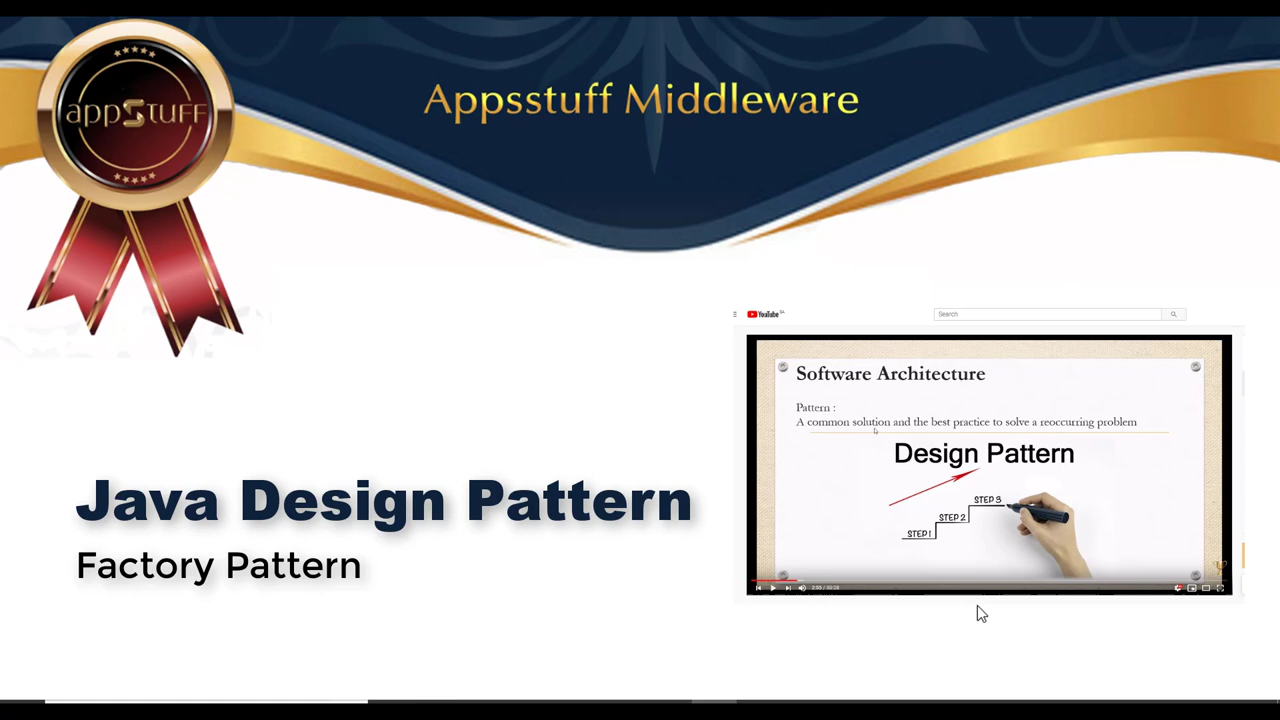 appStuff
Appsstuff Middleware
YouTube
Search
Software Architecture
Pattern :
A common solution and the best practice to solve a reoccurring problem
Design Pattern
STEP 3
STEP 2
STEP 1
Java Design Pattern
Factory Pattern